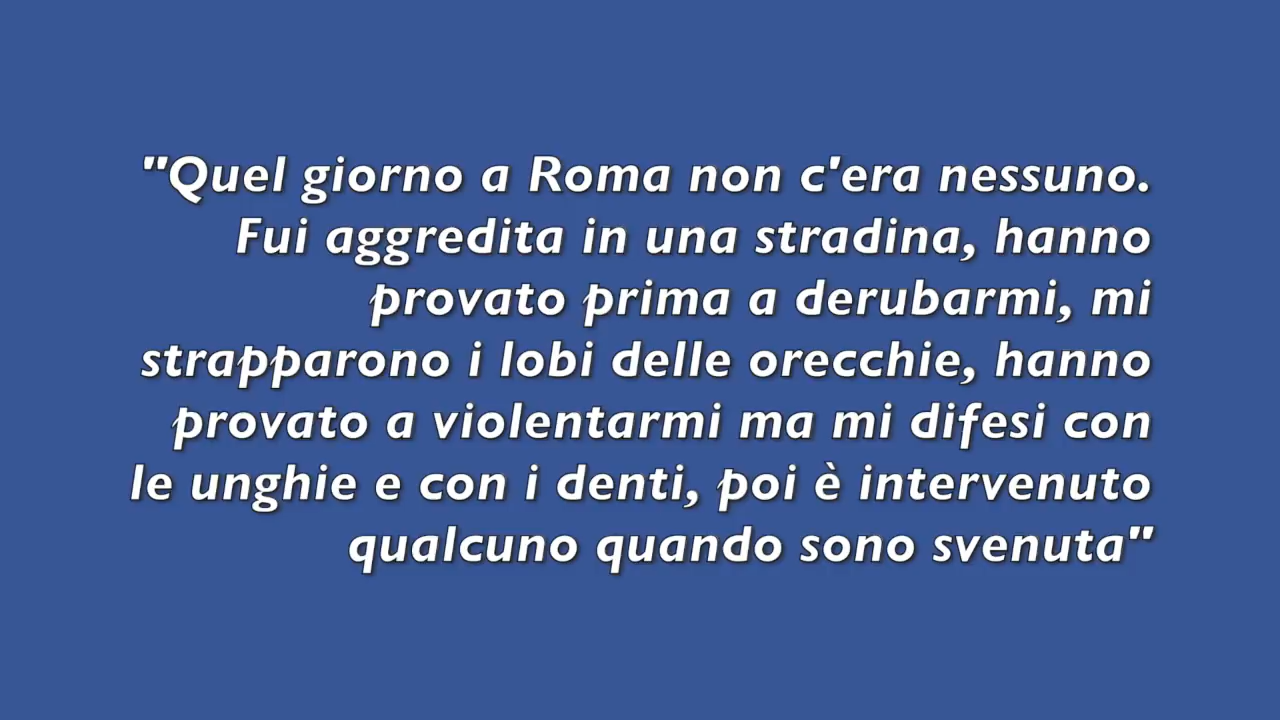 "Quel giorno a Roma non c'era nessuno.
Fui aggredita in una stradina, hanno
provato prima a derubarmi, mi
strapparono i lobi delle orecchie, hanno
provato a violentarmi ma mi difesi con
le unghie e con i denti, poi è intervenuto
qualcuno quando sono svenuta"